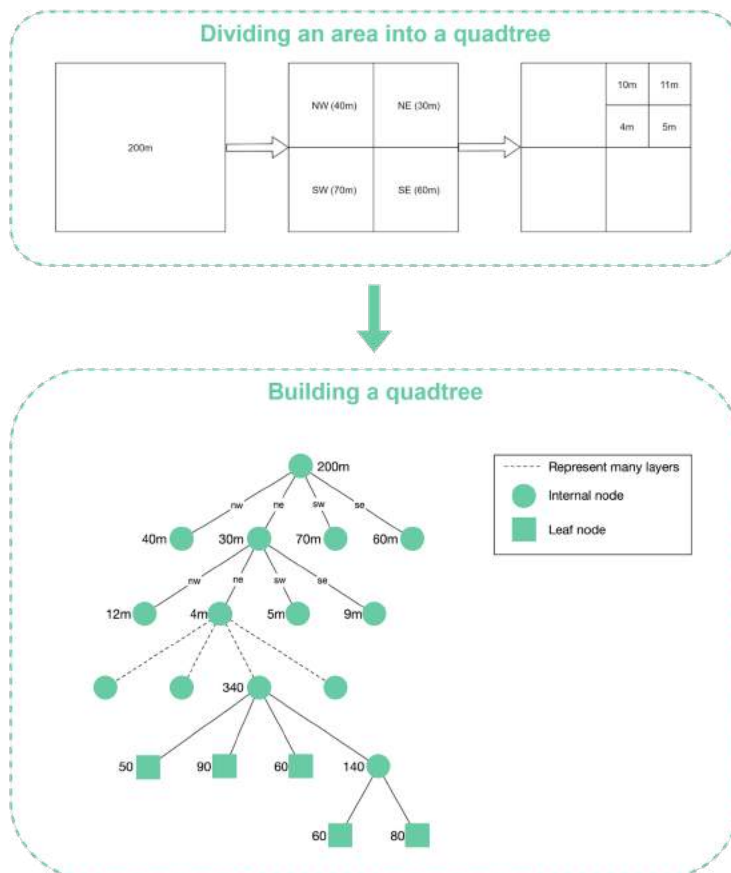 Dividing an area into a quadtree
200m
NW (40m)
NE (30m)
SW (70m)
SE (60m)
10m
11m
4m
5m
Building a quadtree
200m
nw
ne
sw
se
40m
30m
70m
60m
nw
ne
sw
se
12m
4m
5m
9m
340
50
90
60
140
60
80
Represent many layers
Internal node
Leaf node